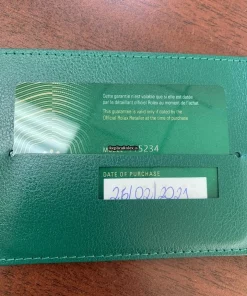 Cette garantie n'est valable que si elle est datée
par le détaillant officiel Rolex au moment de l'achat.
This guarantee is valid only if dated by the
Official Rolex Retailer at the time of purchase.
M
5234
DATE OF PURCHASE
25/02/2021